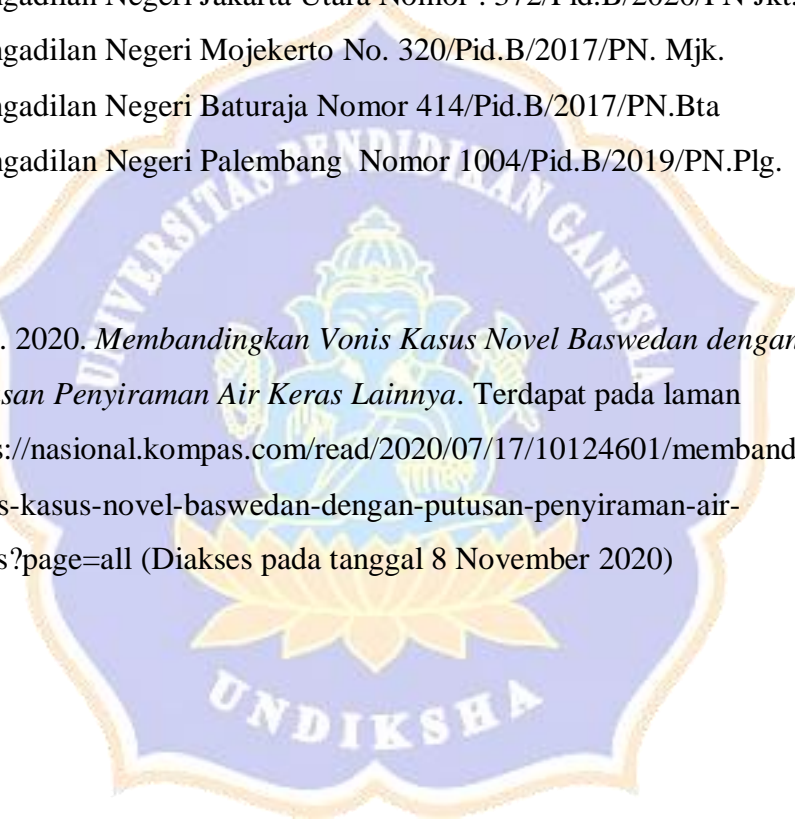 ngadilan Negeri Jakarta Utara Nomor : 372/Pid.B/2020/PN Jkt.
ngadilan Negeri Mojekerto No. 320/Pid.B/2017/PN. Mjk.
ngadilan Negeri Baturaja Nomor 414/Pid.B/2017/PN.Bta
ngadilan Negeri Palembang Nomor 1004/Pid.B/2019/PN.Plg.
UNIVERSITAS PENDIDIKAN GANESHA
. 2020. Membandingkan Vonis Kasus Novel Baswedan dengan
san Penyiraman Air Keras Lainnya. Terdapat pada laman
s://nasional.kompas.com/read/2020/07/17/10124601/memband
s-kasus-novel-baswedan-dengan-putusan-penyiraman-air-
s?page=all (Diakses pada tanggal 8 November 2020)
UNDIKSHA